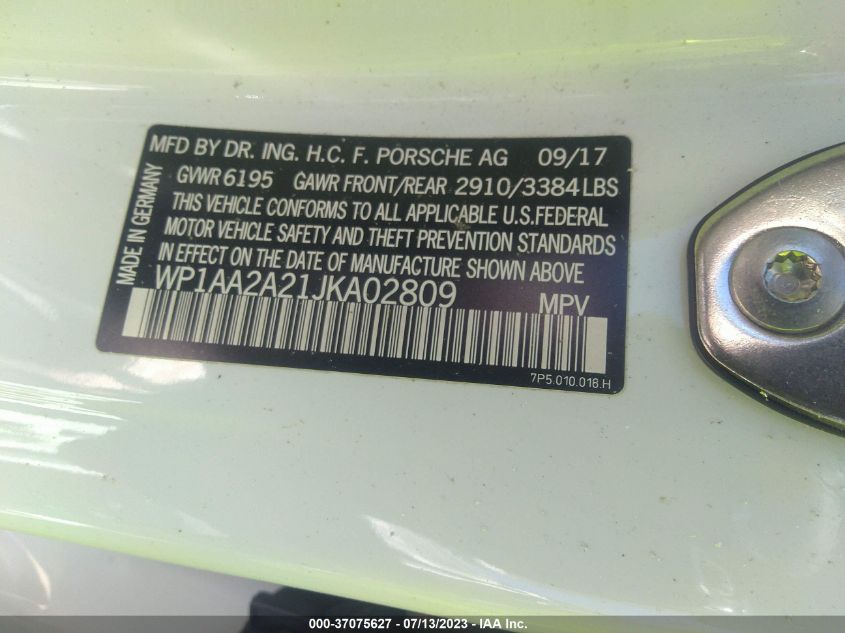 MFD BY DR. ING. H.C. F. PORSCHE AG 09/17
GVWR 6195 GAWR FRONT/REAR 2910/3384 LBS
THIS VEHICLE CONFORMS TO ALL APPLICABLE U.S.FEDERAL
MOTOR VEHICLE SAFETY AND THEFT PREVENTION STANDARDS
IN EFFECT ON THE DATE OF MANUFACTURE SHOWN ABOVE
WP1AA2A21JKA02809 MPV
MADE IN GERMANY
7P5.010.018.H
000-37075627 - 07/13/2023 - IAA Inc.